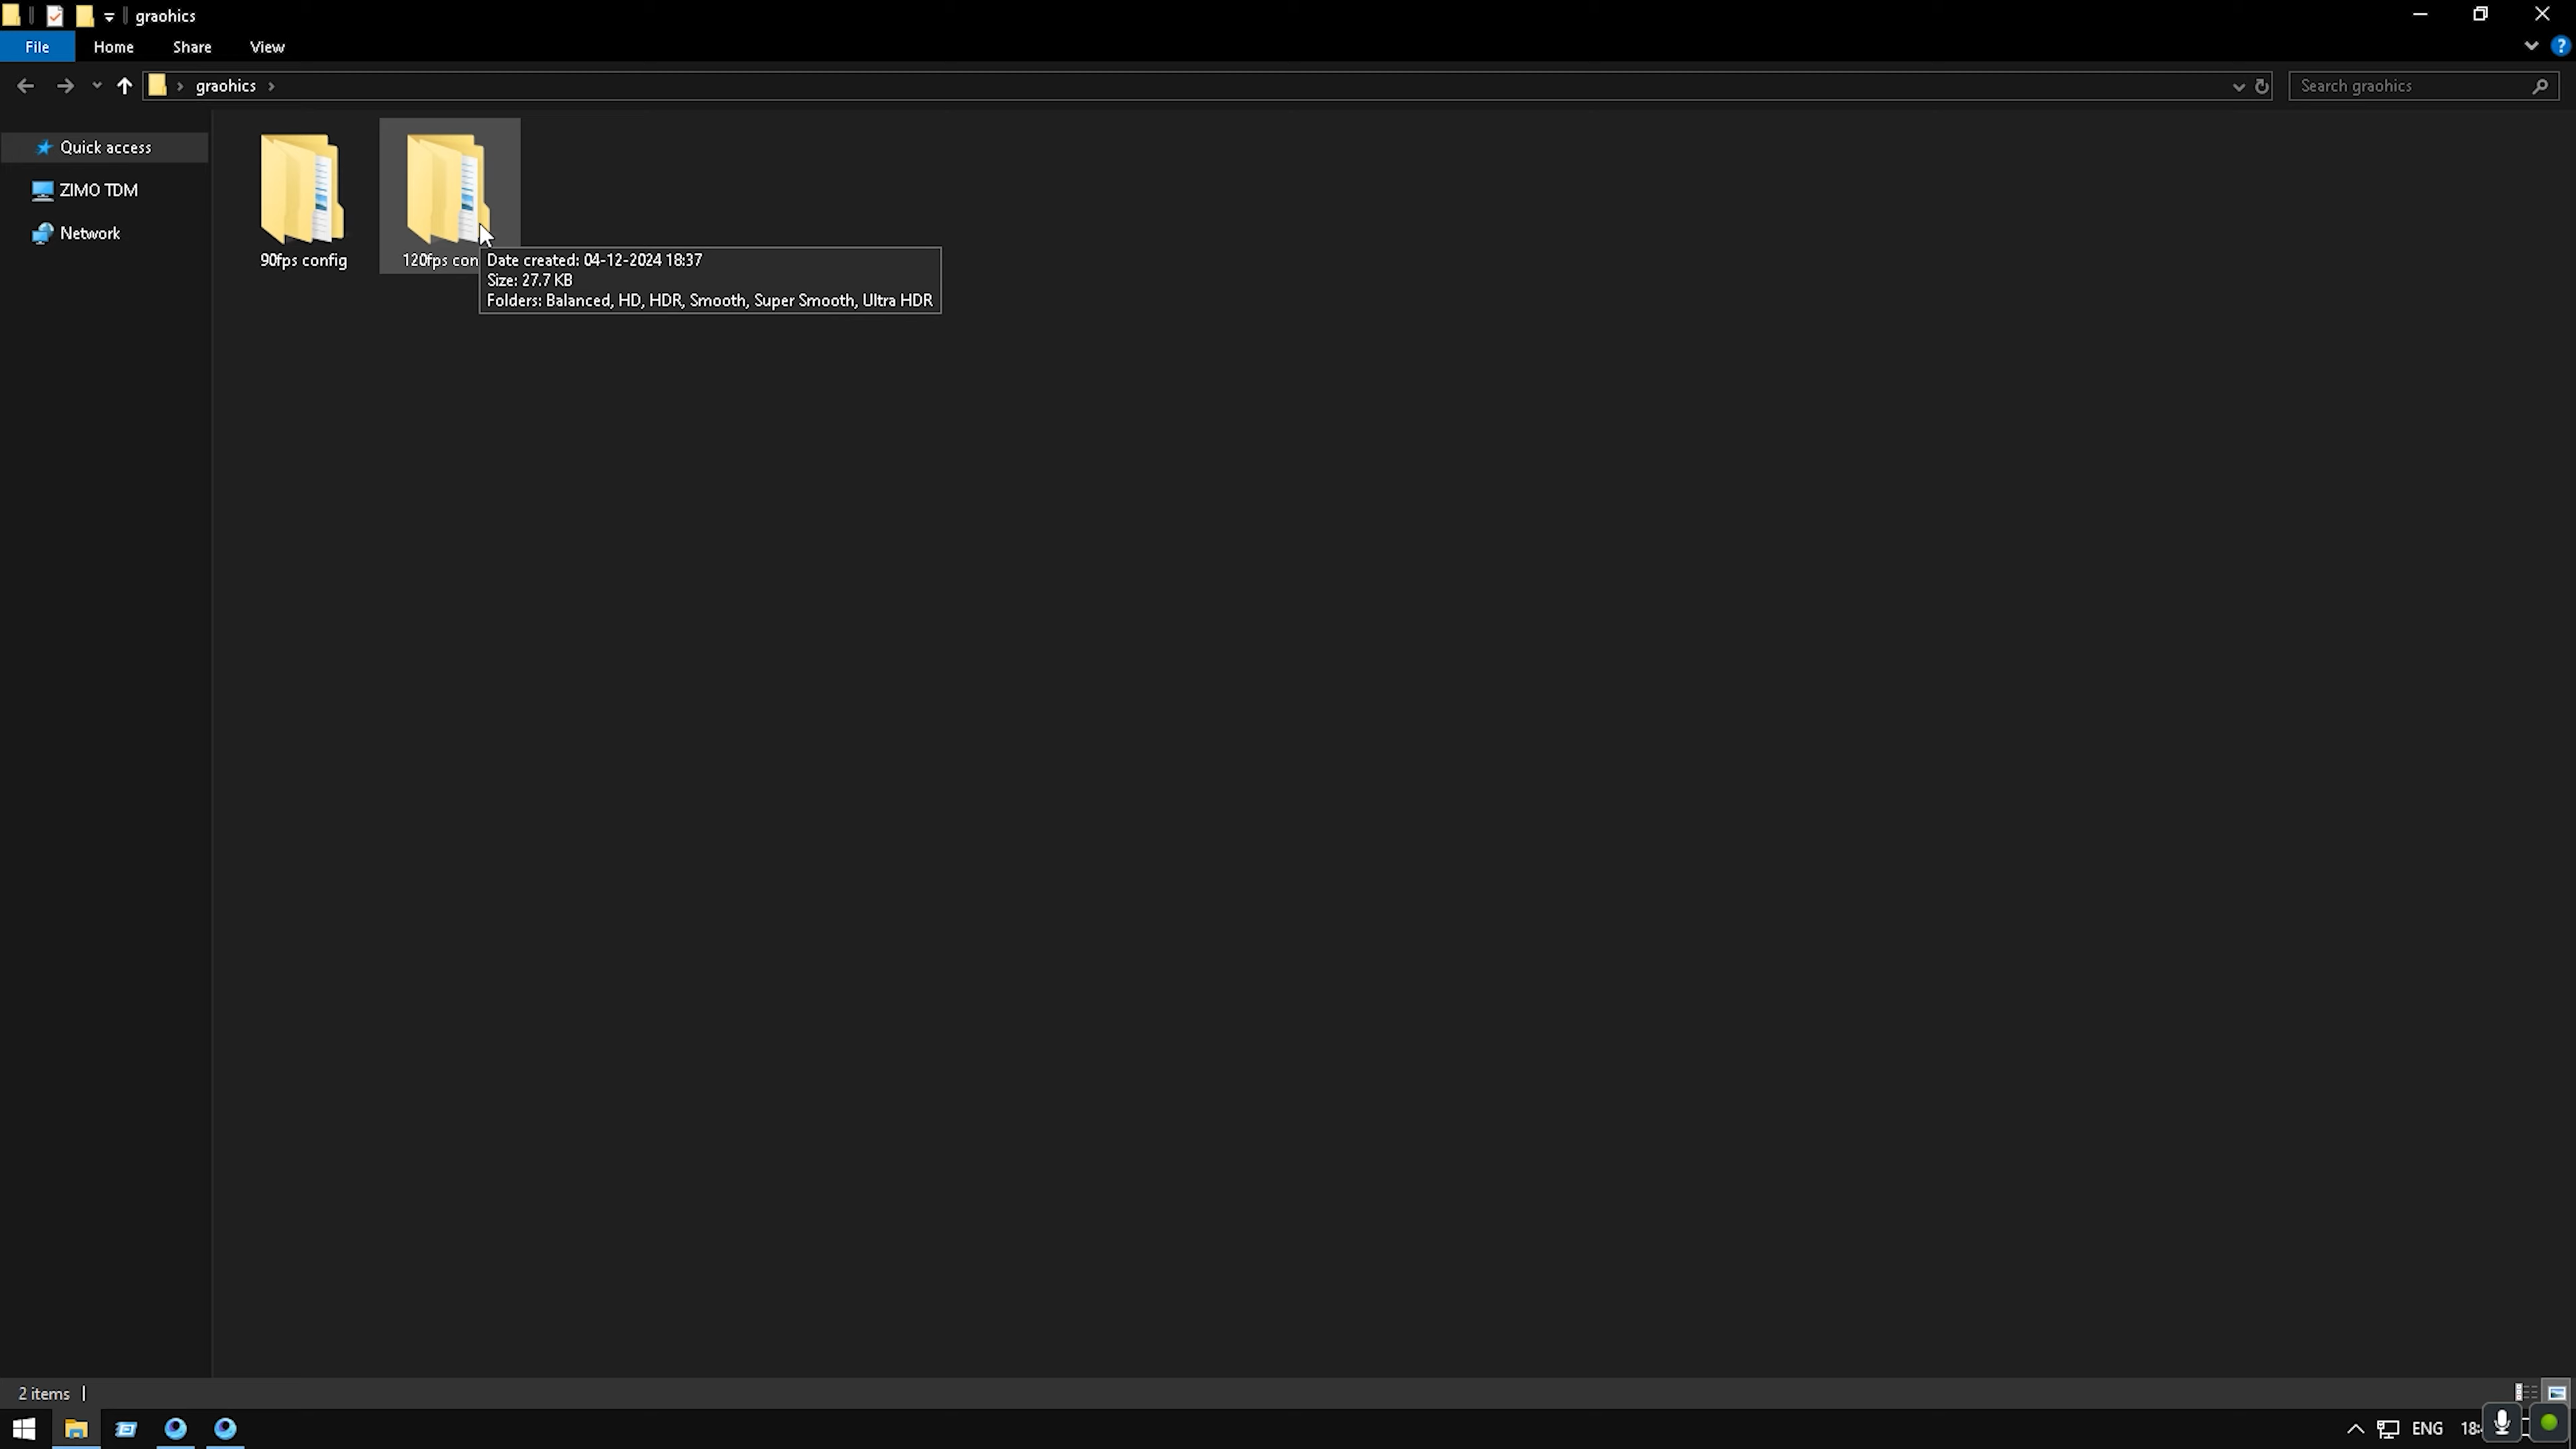 graohics
File Home Share View
graohics
Search graohics
Quick access
ZIMO TDM
Network
90fps config
120fps con
Date created: 04-12-2024 18:37
Size: 27.7 KB
Folders: Balanced, HD, HDR, Smooth, Super Smooth, Ultra HDR
2 items
ENG 18: